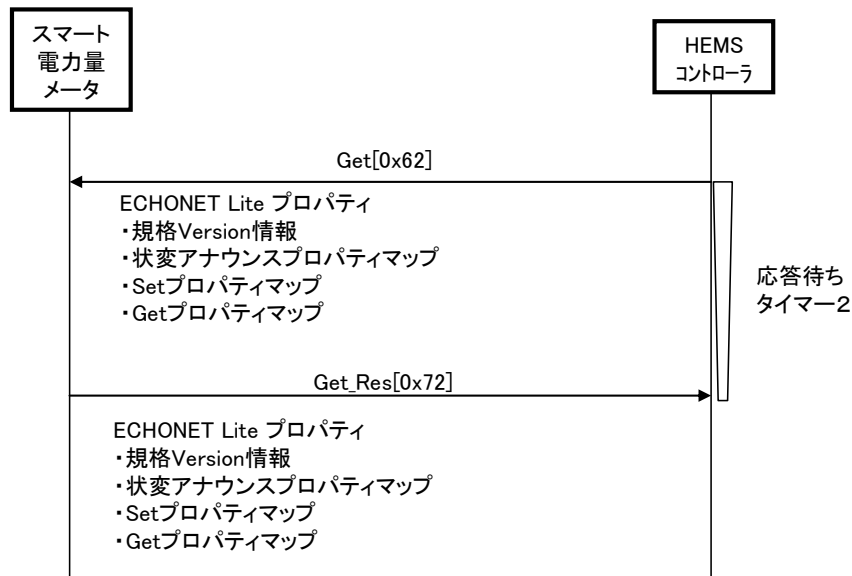 スマート
電力量
メータ
HEMS
コントローラ
Get[0x62]
ECHONET Lite プロパティ
・規格Version情報
・状変アナウンスプロパティマップ
・Setプロパティマップ
・Getプロパティマップ
応答待ち
タイマー2
Get_Res[0x72]
ECHONET Lite プロパティ
・規格Version情報
・状変アナウンスプロパティマップ
・Setプロパティマップ
・Getプロパティマップ